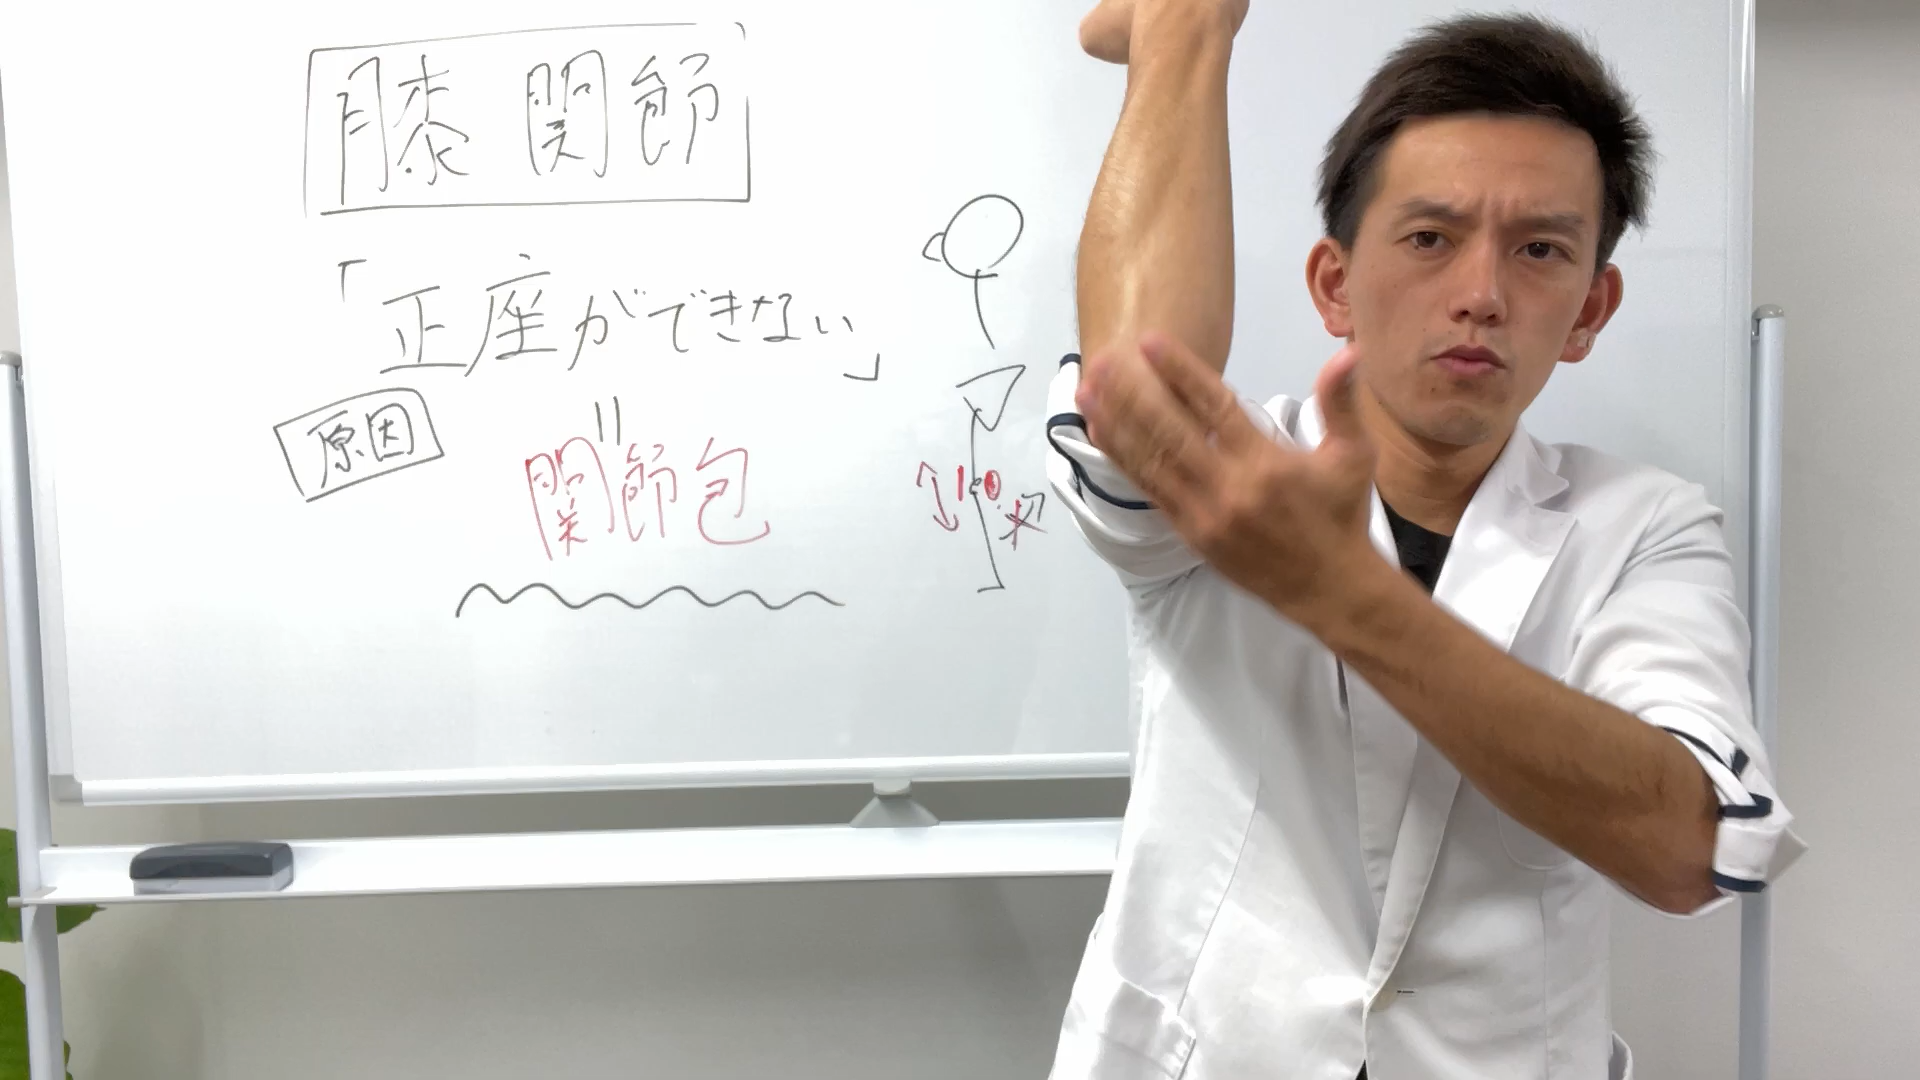 膝関節
「正座ができない」
原因
=
関節包